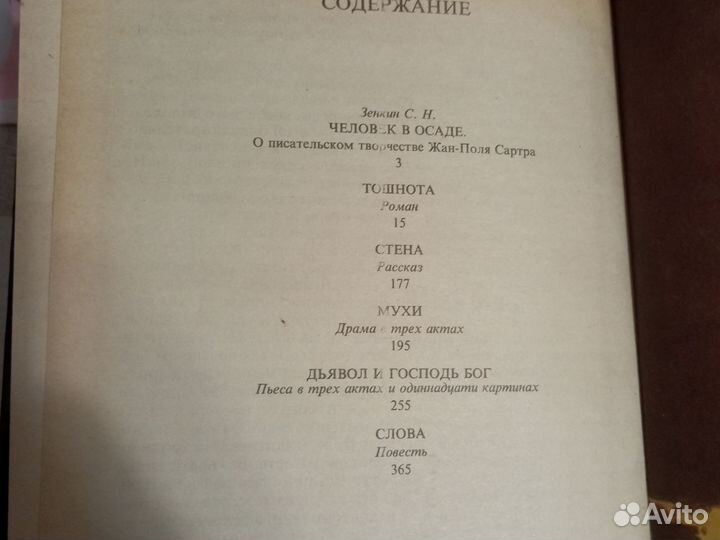 СОДЕРЖАНИЕ
Зенкин С. Н.
ЧЕЛОВЕК В ОСАДЕ.
О писательском творчестве Жан-Поля Сартра
3
ТОШНОТА
Роман
15
СТЕНА
Рассказ
177
МУХИ
Драма в трех актах
195
ДЬЯВОЛ И ГОСПОДЬ БОГ
Пьеса в трех актах и одиннадцати картинах
255
СЛОВА
Повесть
365
Avito